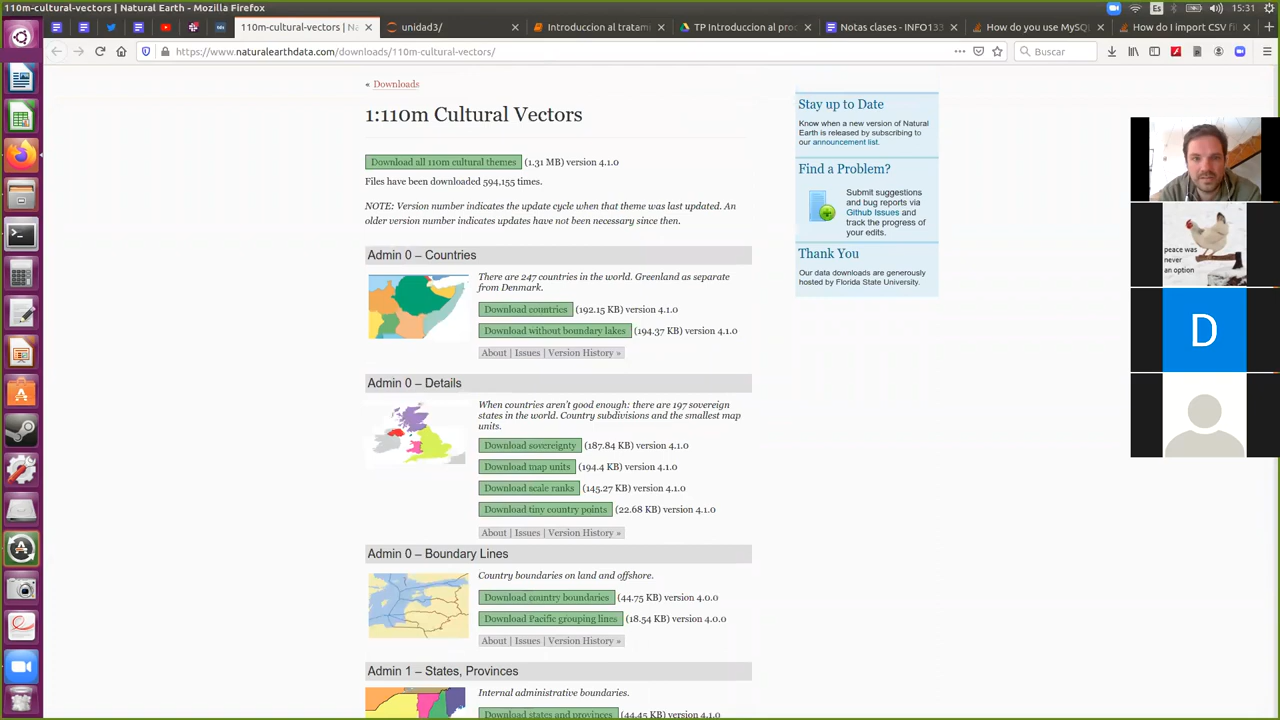 110m-cultural-vectors | Natural Earth - Mozilla Firefox
Es
15:31
110m-cultural-vectors | Na
unidad3/
Introduccion al tratami
TP Introduccion al proc
Notas clases - INFO133
How do you use MySQL
How do I import CSV fi
https://www.naturalearthdata.com/downloads/110m-cultural-vectors/
Buscar
« Downloads
1:110m Cultural Vectors
Download all 110m cultural themes (1.31 MB) version 4.1.0
Files have been downloaded 594,155 times.
NOTE: Version number indicates the update cycle when that theme was last updated. An
older version number indicates updates have not been necessary since then.
Admin 0 – Countries
There are 247 countries in the world. Greenland as separate
from Denmark.
Download countries (192.15 KB) version 4.1.0
Download without boundary lakes (194.37 KB) version 4.1.0
About | Issues | Version History »
Admin 0 – Details
When countries aren't good enough: there are 197 sovereign
states in the world. Country subdivisions and the smallest map
units.
Download sovereignty (187.84 KB) version 4.1.0
Download map units (194.4 KB) version 4.1.0
Download scale ranks (145.27 KB) version 4.1.0
Download tiny country points (22.68 KB) version 4.1.0
About | Issues | Version History »
Admin 0 – Boundary Lines
Country boundaries on land and offshore.
Download country boundaries (44.75 KB) version 4.0.0
Download Pacific grouping lines (18.54 KB) version 4.0.0
About | Issues | Version History »
Admin 1 – States, Provinces
Internal administrative boundaries.
Download states and provinces (44.45 KB) version 4.1.0
Stay up to Date
Know when a new version of Natural
Earth is released by subscribing to
our announcement list.
Find a Problem?
Submit suggestions
and bug reports via
Github Issues and
track the progress of
your edits.
Thank You
Our data downloads are generously
hosted by Florida State University.
peace was
never
an option
D